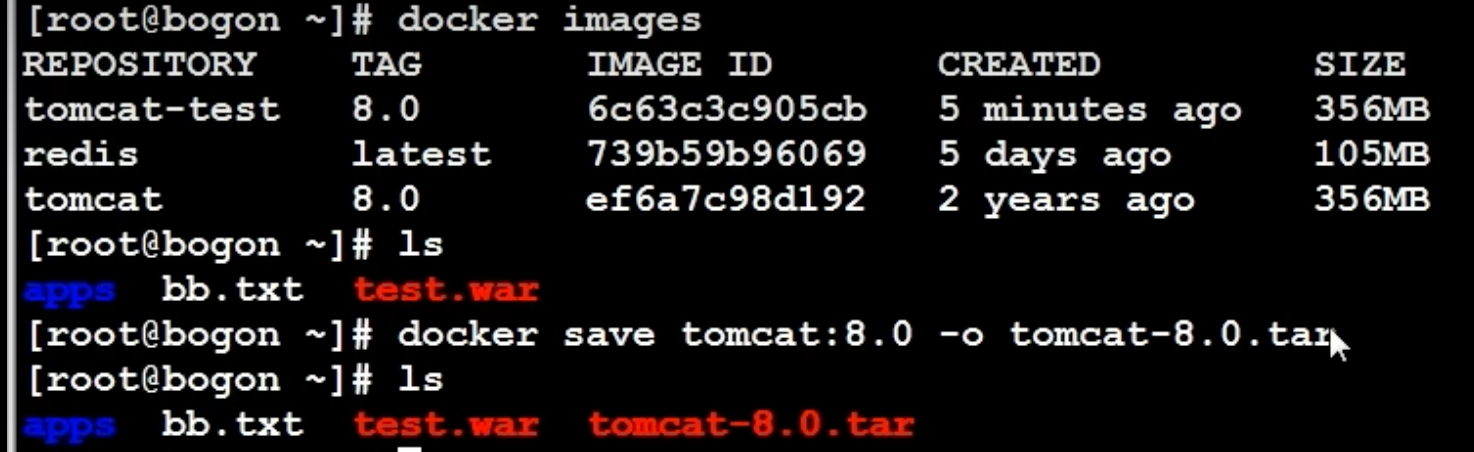 [root@bogon ~]# docker images
REPOSITORY TAG IMAGE ID CREATED SIZE
tomcat-test 8.0 6c63c3c905cb 5 minutes ago 356MB
redis latest 739b59b96069 5 days ago 105MB
tomcat 8.0 ef6a7c98d192 2 years ago 356MB
[root@bogon ~]# ls
apps bb.txt test.war
[root@bogon ~]# docker save tomcat:8.0 -o tomcat-8.0.tar
[root@bogon ~]# ls
apps bb.txt test.war tomcat-8.0.tar